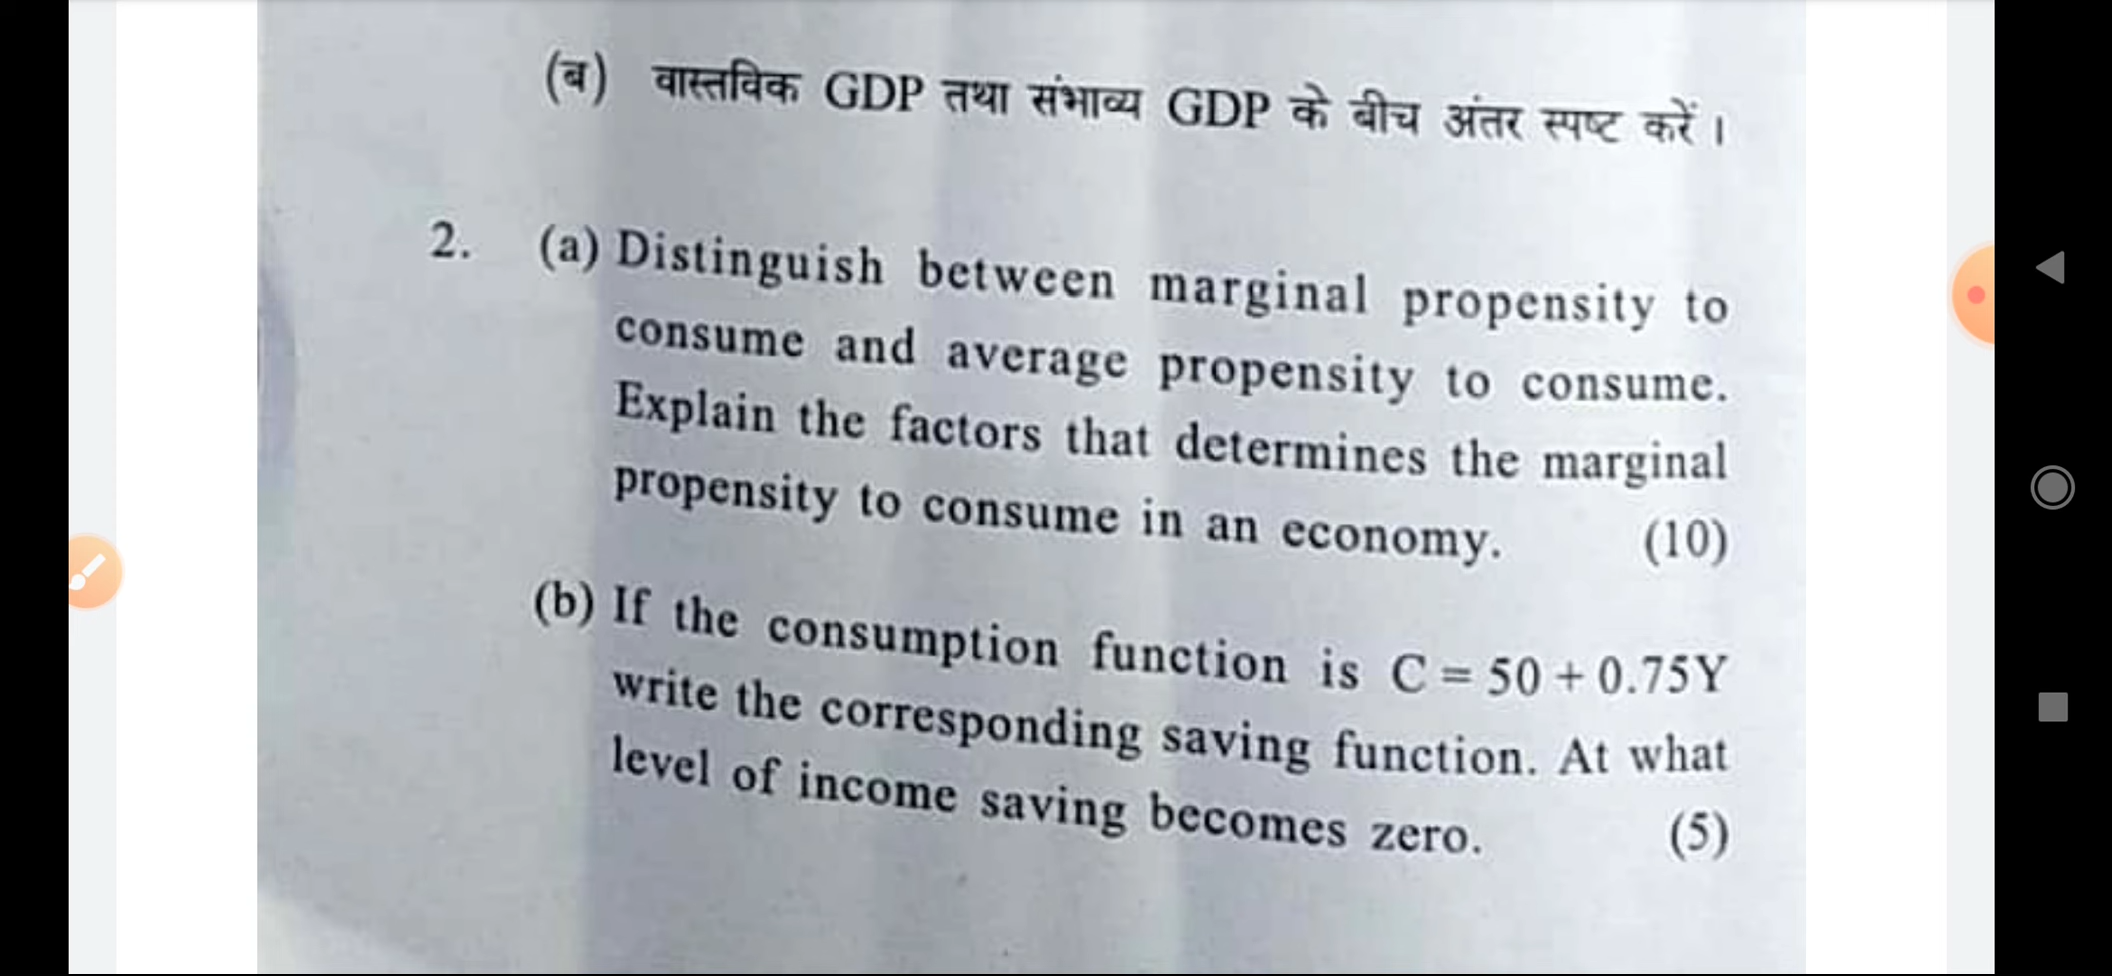 (ब) वास्तविक GDP तथा संभाव्य GDP के बीच अंतर स्पष्ट करें ।
2. (a) Distinguish between marginal propensity to
consume and average propensity to consume.
Explain the factors that determines the marginal
propensity to consume in an economy. (10)
(b) If the consumption function is C = 50 + 0.75Y
write the corresponding saving function. At what
level of income saving becomes zero. (5)